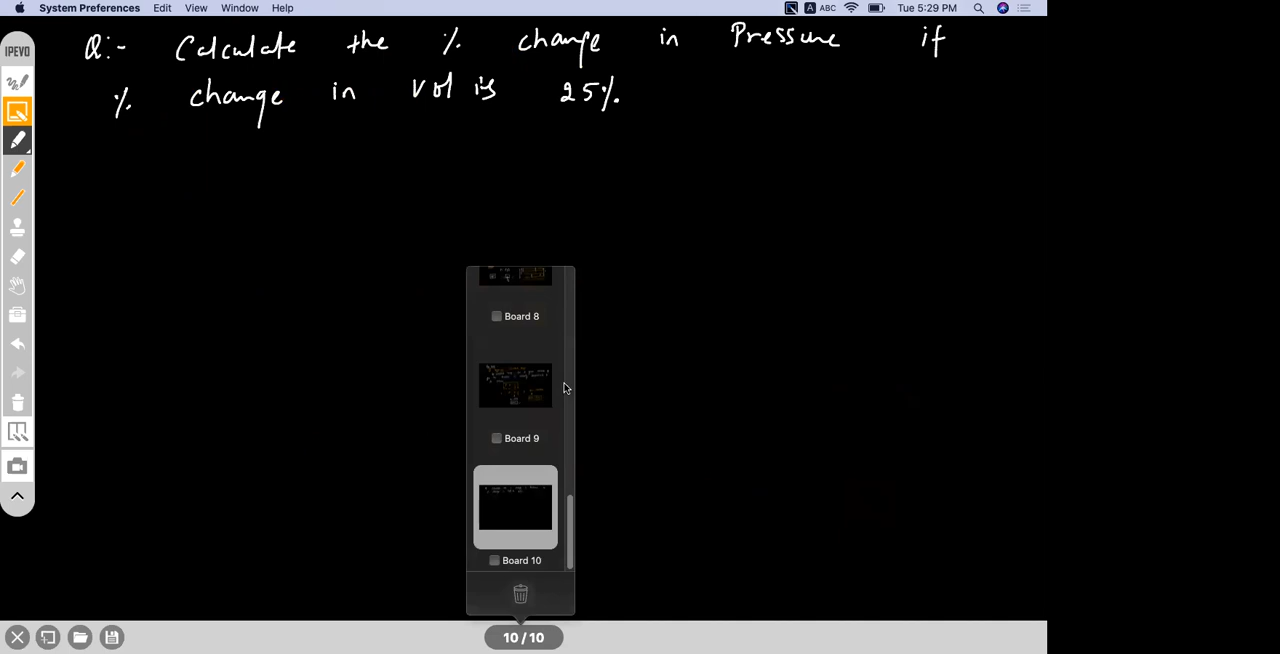 System Preferences Edit View Window Help
A ABC Tue 5:29 PM
IPEVO
Q:- Calculate the % change in Pressure if
% change in vol is 25%.
Board 8
Board 9
Board 10
10 / 10